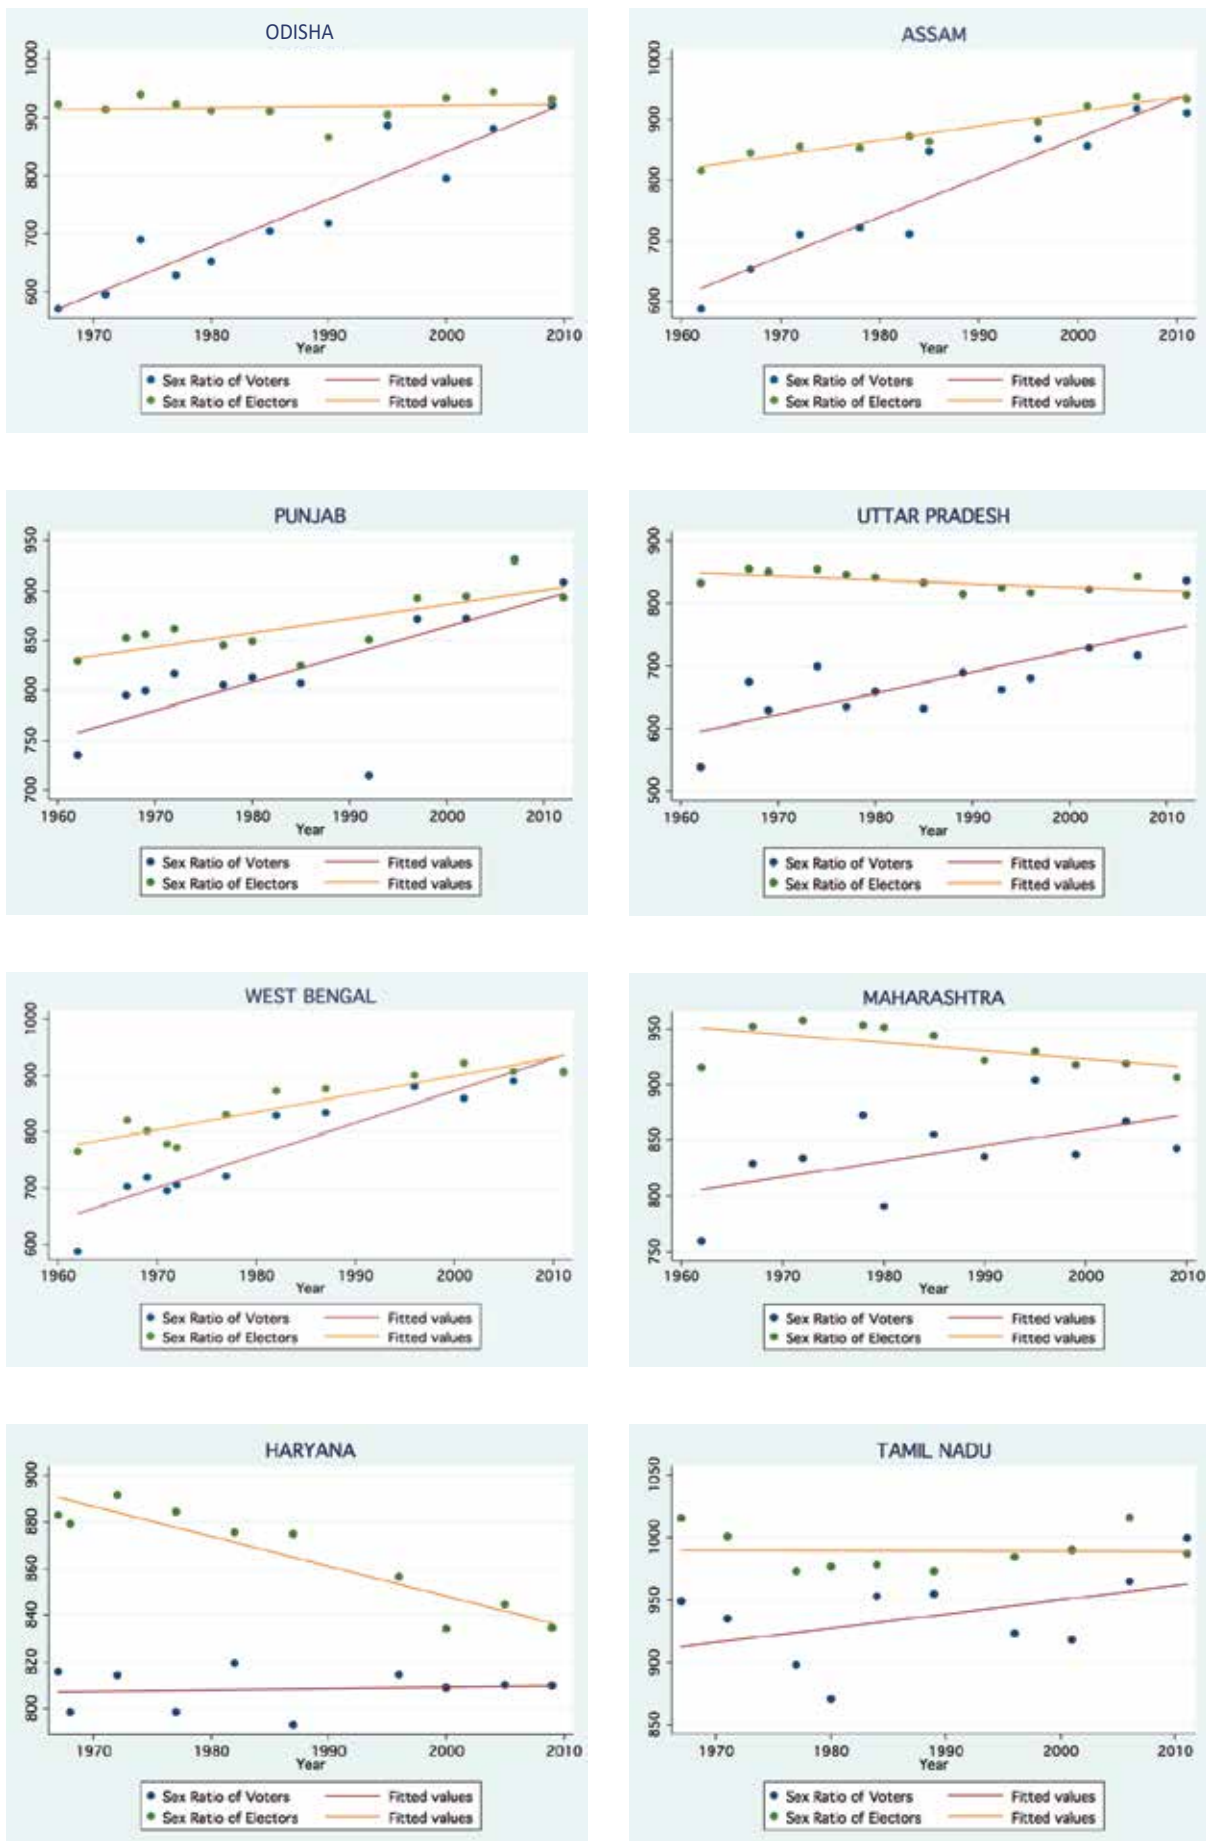 ODISHA
1000
900
800
700
600
1970 1980 1990 2000 2010
Year
Sex Ratio of Voters Fitted values
Sex Ratio of Electors Fitted values
ASSAM
1000
900
800
700
600
1960 1970 1980 1990 2000 2010
Year
Sex Ratio of Voters Fitted values
Sex Ratio of Electors Fitted values
PUNJAB
950
900
850
800
750
700
1960 1970 1980 1990 2000 2010
Year
Sex Ratio of Voters Fitted values
Sex Ratio of Electors Fitted values
UTTAR PRADESH
900
800
700
600
500
1960 1970 1980 1990 2000 2010
Year
Sex Ratio of Voters Fitted values
Sex Ratio of Electors Fitted values
WEST BENGAL
1000
900
800
700
600
1960 1970 1980 1990 2000 2010
Year
Sex Ratio of Voters Fitted values
Sex Ratio of Electors Fitted values
MAHARASHTRA
950
900
850
800
750
1960 1970 1980 1990 2000 2010
Year
Sex Ratio of Voters Fitted values
Sex Ratio of Electors Fitted values
HARYANA
900
880
860
840
820
800
1970 1980 1990 2000 2010
Year
Sex Ratio of Voters Fitted values
Sex Ratio of Electors Fitted values
TAMIL NADU
1050
1000
950
900
850
1970 1980 1990 2000 2010
Year
Sex Ratio of Voters Fitted values
Sex Ratio of Electors Fitted values